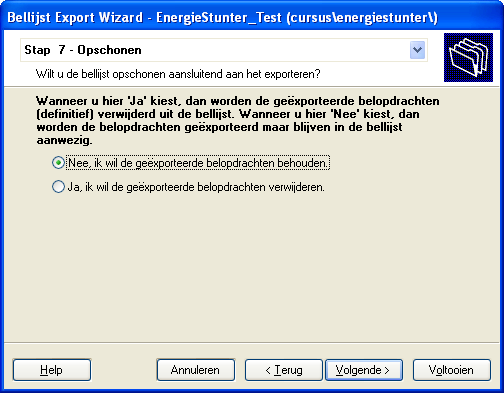 Bellijst Export Wizard - EnergieStunter_Test (cursus\energiestunter\)
Stap 7 - Opschonen
Wilt u de bellijst opschonen aansluitend aan het exporteren?
Wanneer u hier 'Ja' kiest, dan worden de geëxporteerde belopdrachten
(definitief) verwijderd uit de bellijst. Wanneer u hier 'Nee' kiest, dan
worden de belopdrachten geëxporteerd maar blijven in de bellijst
aanwezig.
Nee, ik wil de geëxporteerde belopdrachten behouden.
Ja, ik wil de geëxporteerde belopdrachten verwijderen.
Help
Annuleren
< Terug
Volgende >
Voltooien